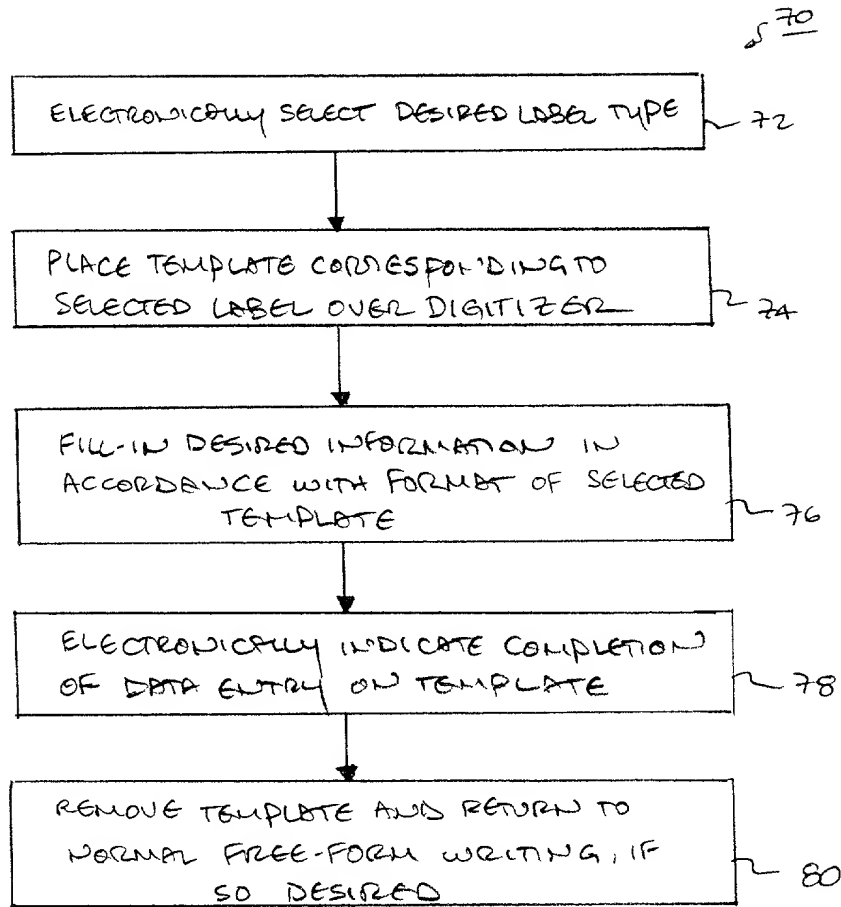 70
ELECTRONICALLY SELECT DESIRED LABEL TYPE
72
PLACE TEMPLATE CORRESPONDING TO
SELECTED LABEL OVER DIGITIZER
74
FILL-IN DESIRED INFORMATION IN
ACCORDANCE WITH FORMAT OF SELECTED
TEMPLATE
76
ELECTRONICALLY INDICATE COMPLETION
OF DATA ENTRY ON TEMPLATE
78
REMOVE TEMPLATE AND RETURN TO
NORMAL FREE-FORM WRITING, IF
SO DESIRED
80